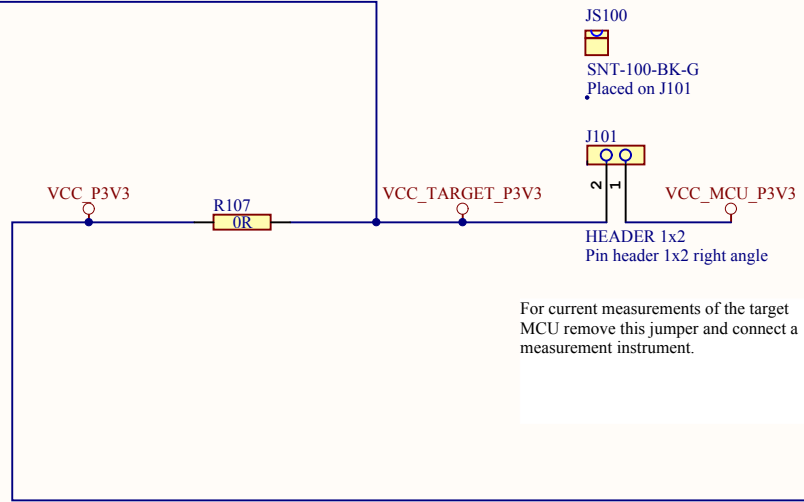 JS100
SNT-100-BK-G
Placed on J101
J101
VCC_P3V3
R107
0R
VCC_TARGET_P3V3
2
1
VCC_MCU_P3V3
HEADER 1x2
Pin header 1x2 right angle
For current measurements of the target
MCU remove this jumper and connect a
measurement instrument.